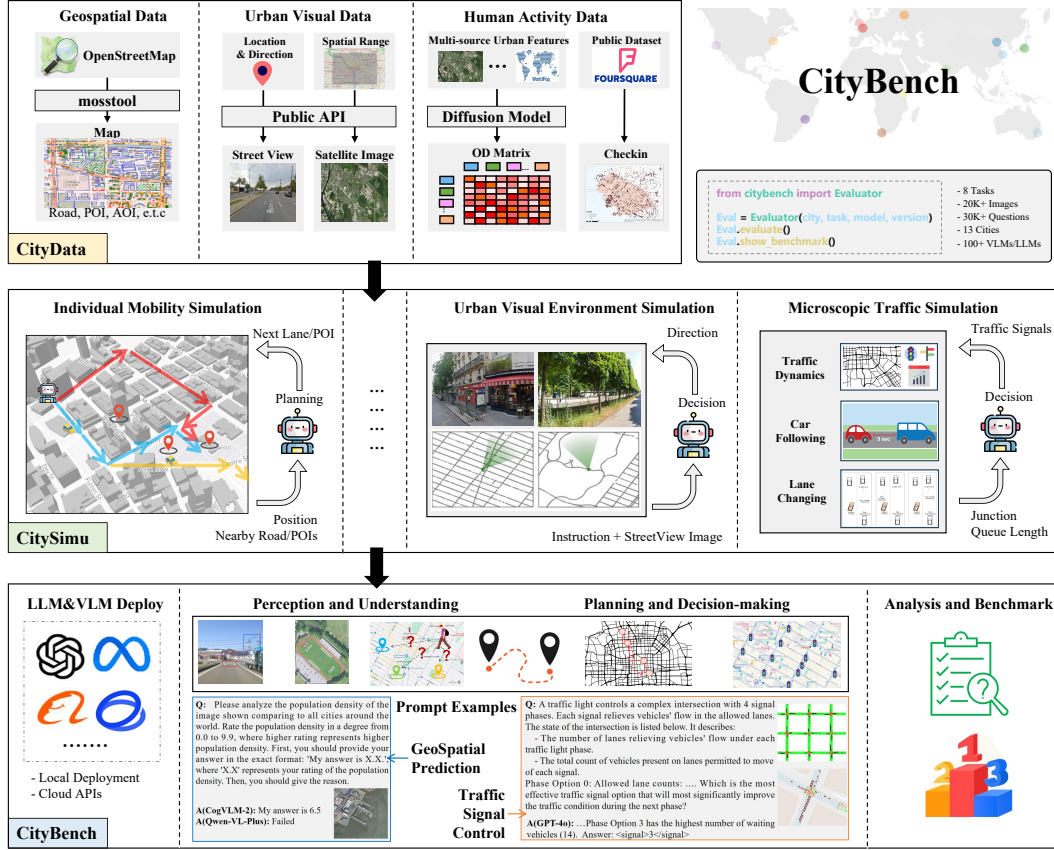 Geospatial Data
OpenStreetMap
mosstool
Map
Road, POI, AOI, e.t.c
CityData
Urban Visual Data
Location
& Direction
Spatial Range
Public API
Street View
Satellite Image
Human Activity Data
Multi-source Urban Features
...
WorldPop
Public Dataset
FOURSQUARE
Diffusion Model
OD Matrix
Checkin
CityBench
from citybench import Evaluator
Eval = Evaluator(city, task, model, version)
Eval.evaluate()
Eval.show_benchmark()
- 8 Tasks
- 20K+ Images
- 30K+ Questions
- 13 Cities
- 100+ VLMs/LLMs
Individual Mobility Simulation
Next Lane/POI
Planning
Position
Nearby Road/POIs
CitySimu
...
...
...
...
Urban Visual Environment Simulation
Direction
Decision
Instruction + StreetView Image
Microscopic Traffic Simulation
Traffic
Dynamics
Car
Following
3 sec
Lane
Changing
Traffic Signals
Decision
Junction
Queue Length
LLM&VLM Deploy
.......
- Local Deployment
- Cloud APIs
CityBench
Perception and Understanding
Planning and Decision-making
? ? ?
Q: Please analyze the population density of the
image shown comparing to all cities around the
world. Rate the population density in a degree from
0.0 to 9.9, where higher rating represents higher
population density. First, you should provide your
answer in the exact format: 'My answer is X.X.',
where 'X.X' represents your rating of the population
density. Then, you should give the reason.
A(CogVLM-2): My answer is 6.5
A(Qwen-VL-Plus): Failed
Prompt Examples
GeoSpatial
Prediction
Traffic
Signal
Control
Q: A traffic light controls a complex intersection with 4 signal
phases. Each signal relieves vehicles' flow in the allowed lanes.
The state of the intersection is listed below. It describes:
- The number of lanes relieving vehicles' flow under each
traffic light phase.
- The total count of vehicles present on lanes permitted to move
of each signal.
Phase Option 0: Allowed lane counts: .... Which is the most
effective traffic signal option that will most significantly improve
the traffic condition during the next phase?
A(GPT-4o): …Phase Option 3 has the highest number of waiting
vehicles (14). Answer: <signal>3</signal>
Analysis and Benchmark
?
1
2
3